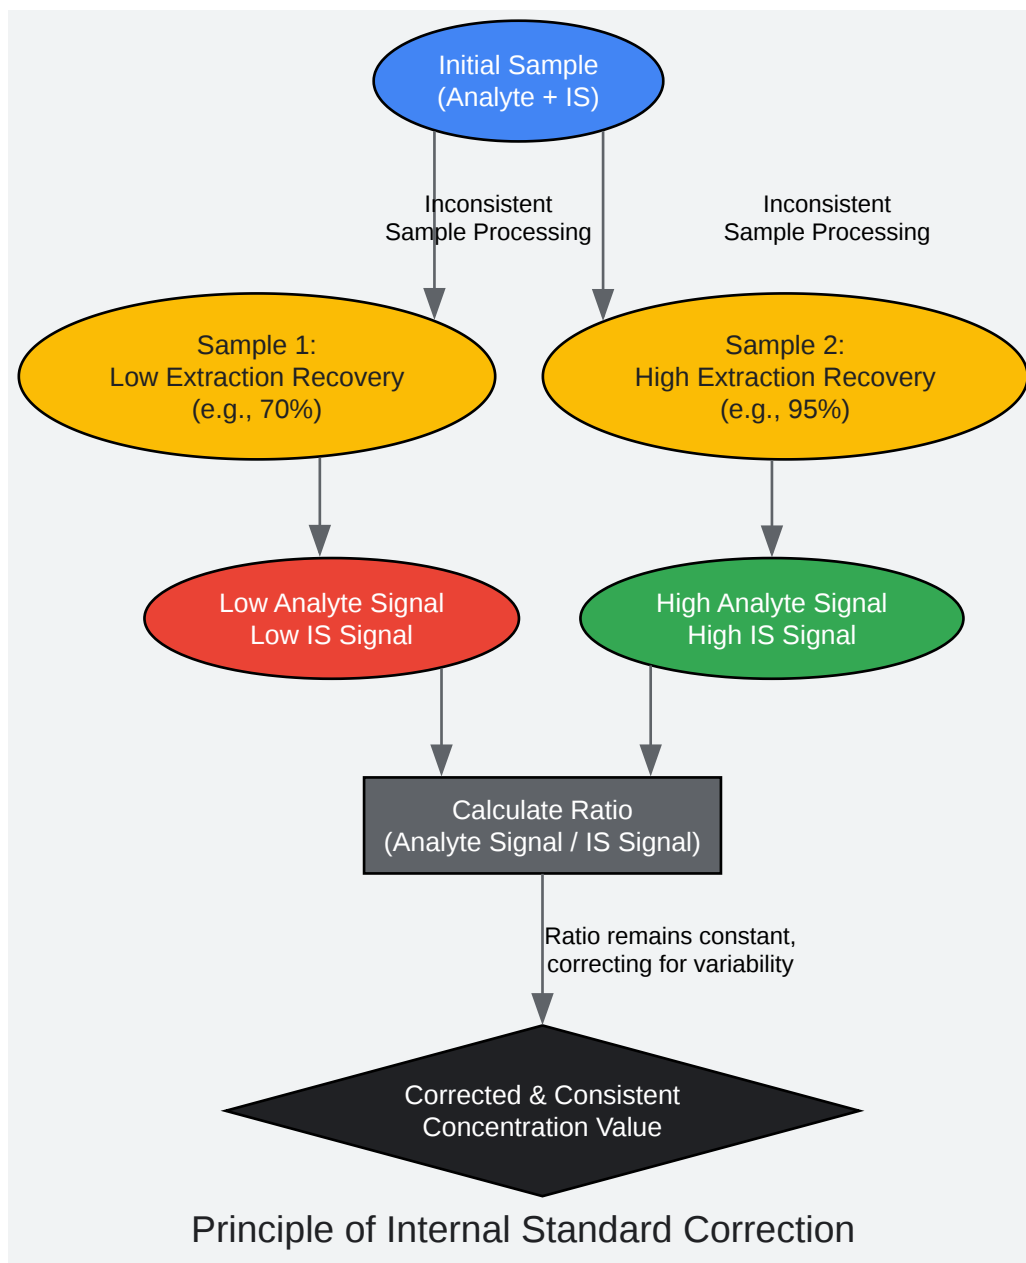 Initial Sample
(Analyte + IS)
Inconsistent
Sample Processing
Inconsistent
Sample Processing
Sample 1:
Low Extraction Recovery
(e.g., 70%)
Sample 2:
High Extraction Recovery
(e.g., 95%)
Low Analyte Signal
Low IS Signal
High Analyte Signal
High IS Signal
Calculate Ratio
(Analyte Signal / IS Signal)
Ratio remains constant,
correcting for variability
Corrected & Consistent
Concentration Value
Principle of Internal Standard Correction